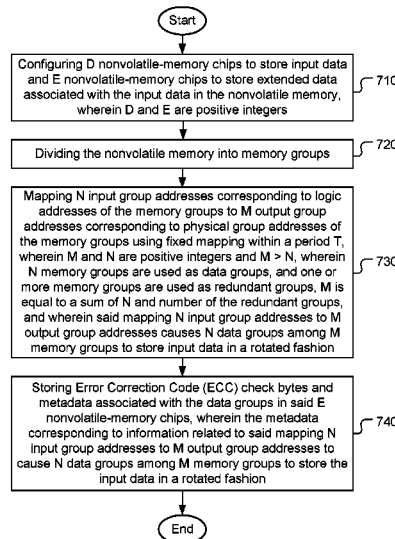 Start
Configuring D nonvolatile-memory chips to store input data
and E nonvolatile-memory chips to store extended data
associated with the input data in the nonvolatile memory,
wherein D and E are positive integers
710
Dividing the nonvolatile memory into memory groups
720
Mapping N input group addresses corresponding to logic
addresses of the memory groups to M output group
addresses corresponding to physical group addresses of
the memory groups using fixed mapping within a period T,
wherein M and N are positive integers and M > N, wherein
N memory groups are used as data groups, and one or
more memory groups are used as redundant groups, M is
equal to a sum of N and number of the redundant groups,
and wherein said mapping N input group addresses to M
output group addresses causes N data groups among M
memory groups to store input data in a rotated fashion
730
Storing Error Correction Code (ECC) check bytes and
metadata associated with the data groups in said E
nonvolatile-memory chips, wherein the metadata
corresponding to information related to said mapping N
input group addresses to M output group addresses to
cause N data groups among M memory groups to store the
input data in a rotated fashion
740
End